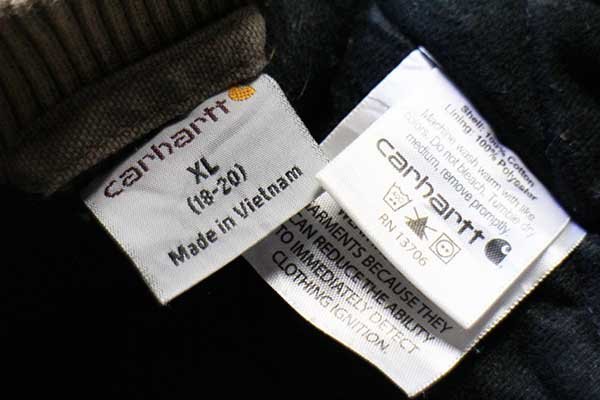 carhartt
XL
(18-20)
Made in Vietnam
Shell: 100% Cotton
Lining: 100% Polyester
Machine wash warm with like
colors. Do not bleach. Tumble dry
medium, remove promptly.
carhartt
RN 13706
GARMENTS BECAUSE THEY
CAN REDUCE THE ABILITY
TO IMMEDIATELY DETECT
CLOTHING IGNITION.